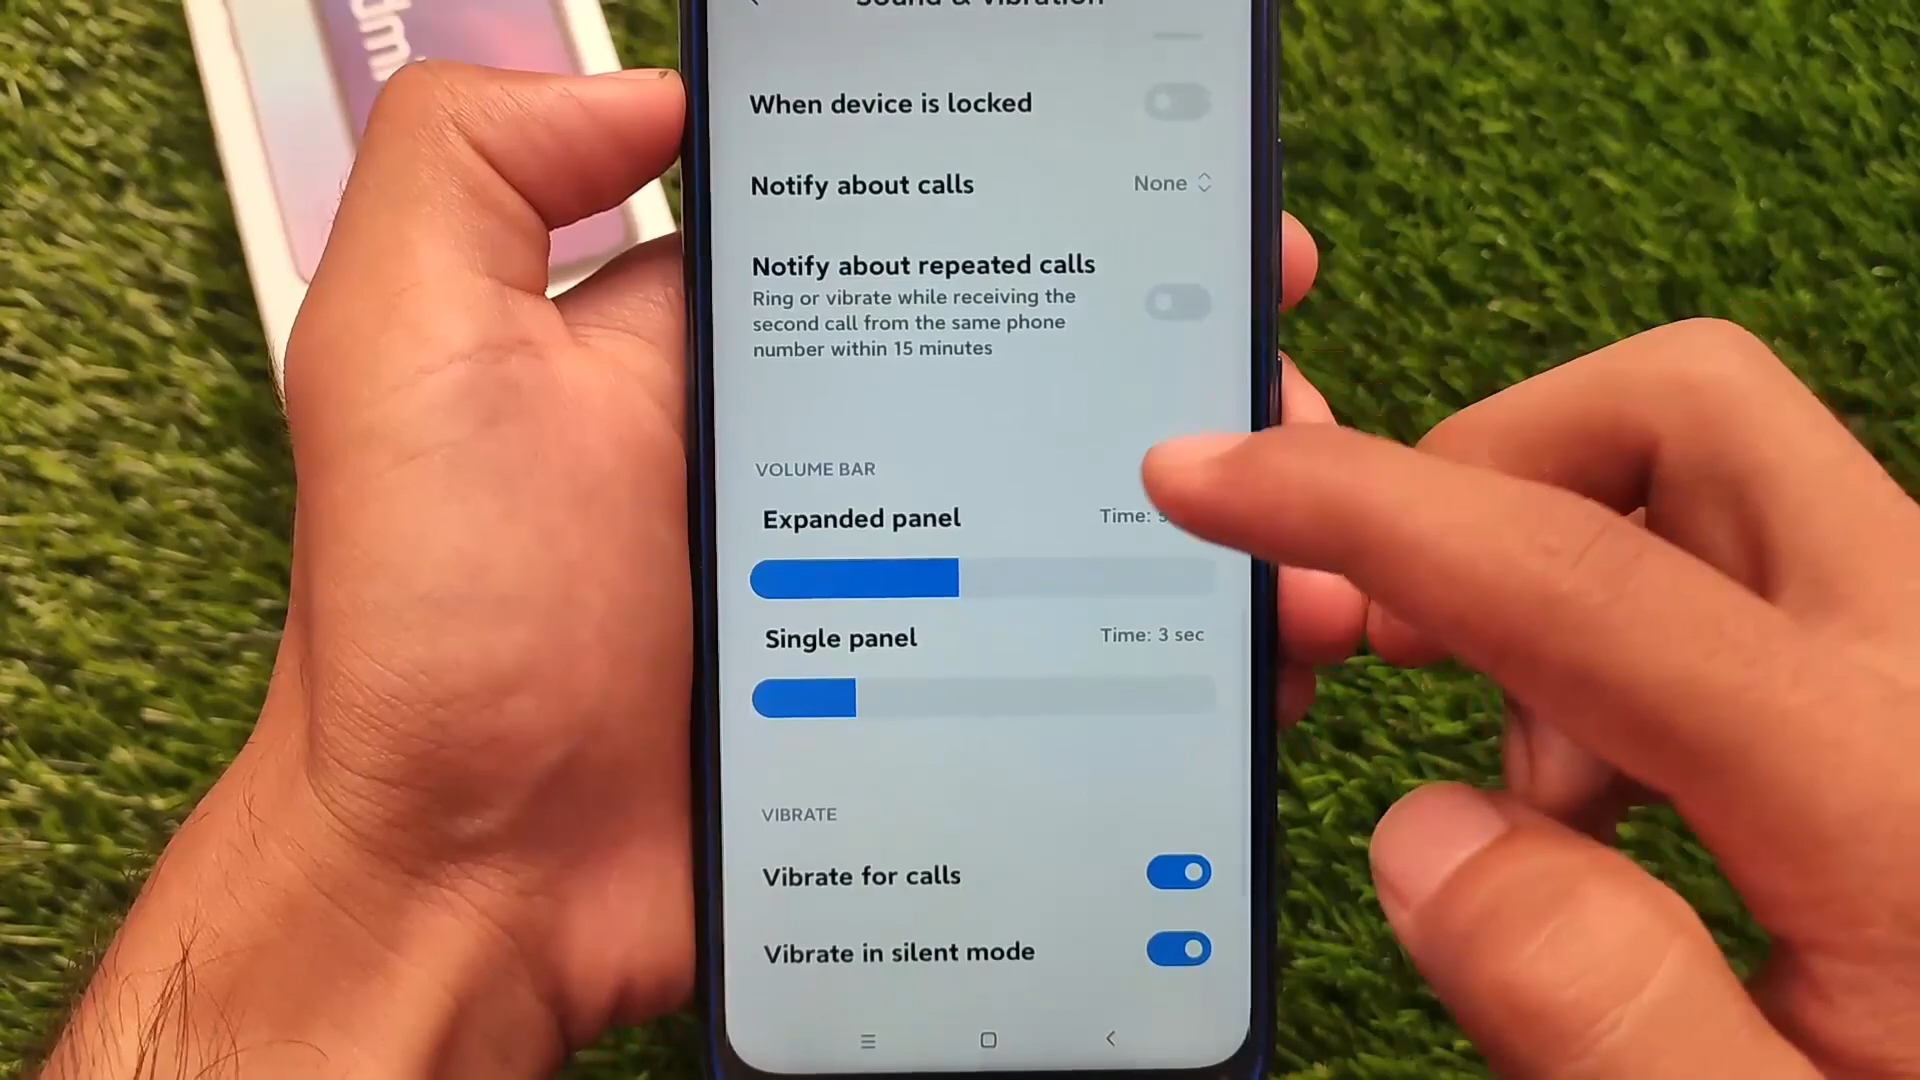 Sound & vibration
When device is locked
Notify about calls
None
Notify about repeated calls
Ring or vibrate while receiving the
second call from the same phone
number within 15 minutes
VOLUME BAR
Expanded panel
Time:
Single panel
Time: 3 sec
VIBRATE
Vibrate for calls
Vibrate in silent mode